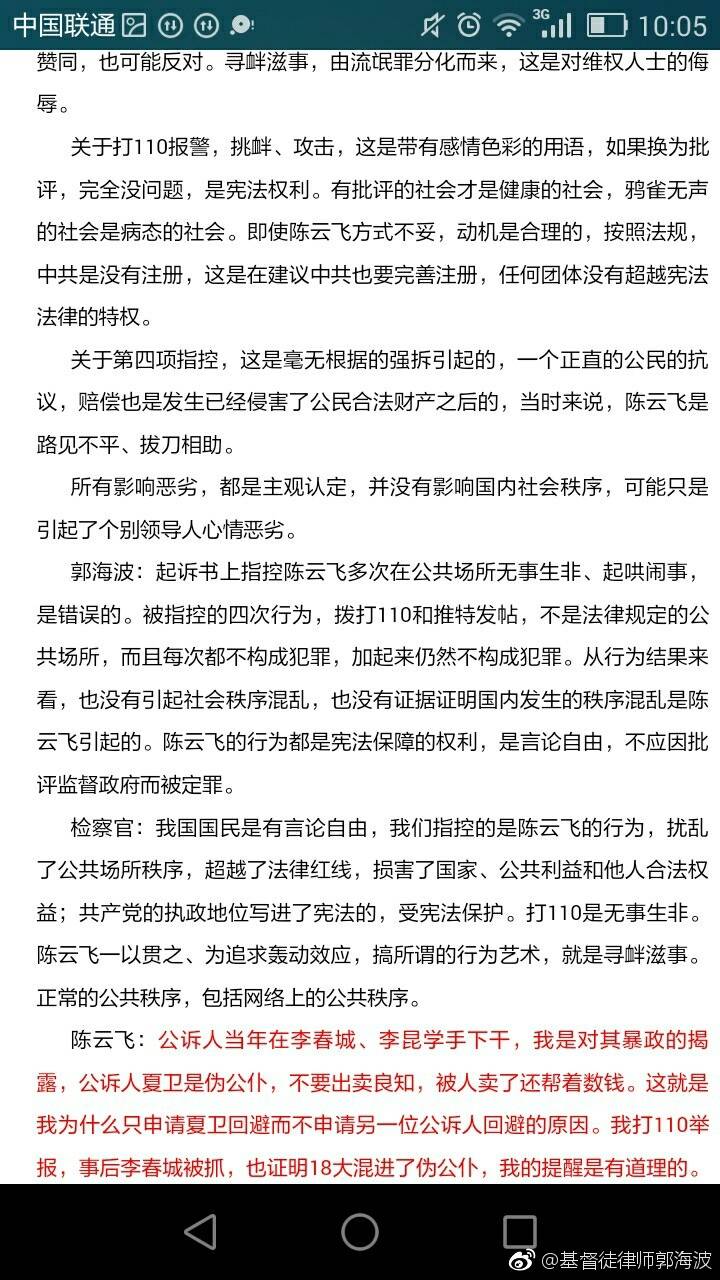 中国联通 3G 10:05
赞同，也可能反对。寻衅滋事，由流氓罪分化而来，这是对维权人士的侮
辱。
关于打110报警，挑衅、攻击，这是带有感情色彩的用语，如果换为批
评，完全没问题，是宪法权利。有批评的社会才是健康的社会，鸦雀无声
的社会是病态的社会。即使陈云飞方式不妥，动机是合理的，按照法规，
中共是没有注册，这是在建议中共也要完善注册，任何团体没有超越宪法
法律的特权。
关于第四项指控，这是毫无根据的强拆引起的，一个正直的公民的抗
议，赔偿也是发生已经侵害了公民合法财产之后的，当时来说，陈云飞是
路见不平、拔刀相助。
所有影响恶劣，都是主观认定，并没有影响国内社会秩序，可能只是
引起了个别领导人心情恶劣。
郭海波：起诉书上指控陈云飞多次在公共场所无事生非、起哄闹事，
是错误的。被指控的四次行为，拨打110和推特发帖，不是法律规定的公
共场所，而且每次都不构成犯罪，加起来仍然不构成犯罪。从行为结果来
看，也没有引起社会秩序混乱，也没有证据证明国内发生的秩序混乱是陈
云飞引起的。陈云飞的行为都是宪法保障的权利，是言论自由，不应因批
评监督政府而被定罪。
检察官：我国国民是有言论自由，我们指控的是陈云飞的行为，扰乱
了公共场所秩序，超越了法律红线，损害了国家、公共利益和他人合法权
益；共产党的执政地位写进了宪法的，受宪法保护。打110是无事生非。
陈云飞一以贯之、为追求轰动效应，搞所谓的行为艺术，就是寻衅滋事。
正常的公共秩序，包括网络上的公共秩序。
陈云飞：公诉人当年在李春城、李昆学手下干，我是对其暴政的揭
露，公诉人夏卫是伪公仆，不要出卖良知，被人卖了还帮着数钱。这就是
我为什么只申请夏卫回避而不申请另一位公诉人回避的原因。我打110举
报，事后李春城被抓，也证明18大混进了伪公仆，我的提醒是有道理的。
@基督徒律师郭海波